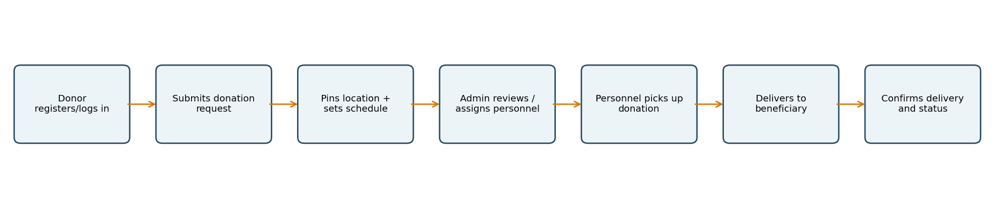 Donor
registers/logs in
Submits donation
request
Pins location +
sets schedule
Admin reviews /
assigns personnel
Personnel picks up
donation
Delivers to
beneficiary
Confirms delivery
and status